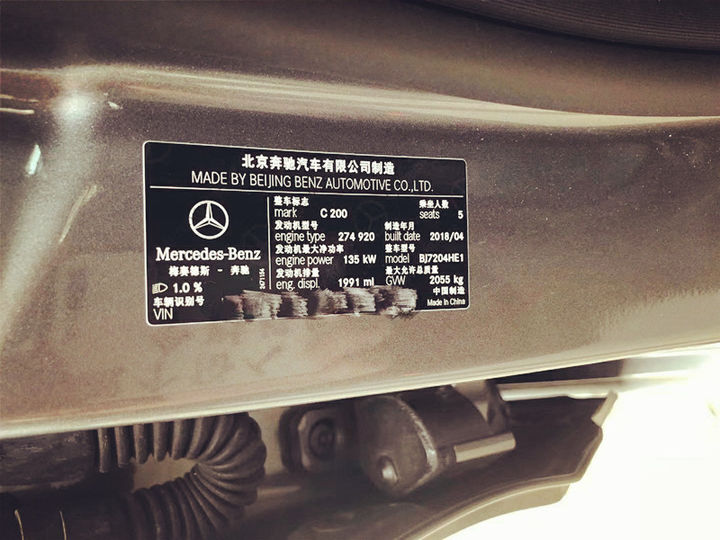 北京奔驰汽车有限公司制造
MADE BY BEIJING BENZ AUTOMOTIVE CO.,LTD.
Mercedes-Benz
梅赛德斯 - 奔驰
1.0 %
车辆识别号
VIN
整车标志
mark C 200
发动机型号
engine type 274 920
发动机最大净功率
engine power 135 kW
发动机排量
eng. displ. 1991 ml
乘坐人数
seats 5
制造年月
built date 2018/04
整车型号
model BJ7204HE1
最大允许总质量
GVW 2055 kg
中国制造
Made in China